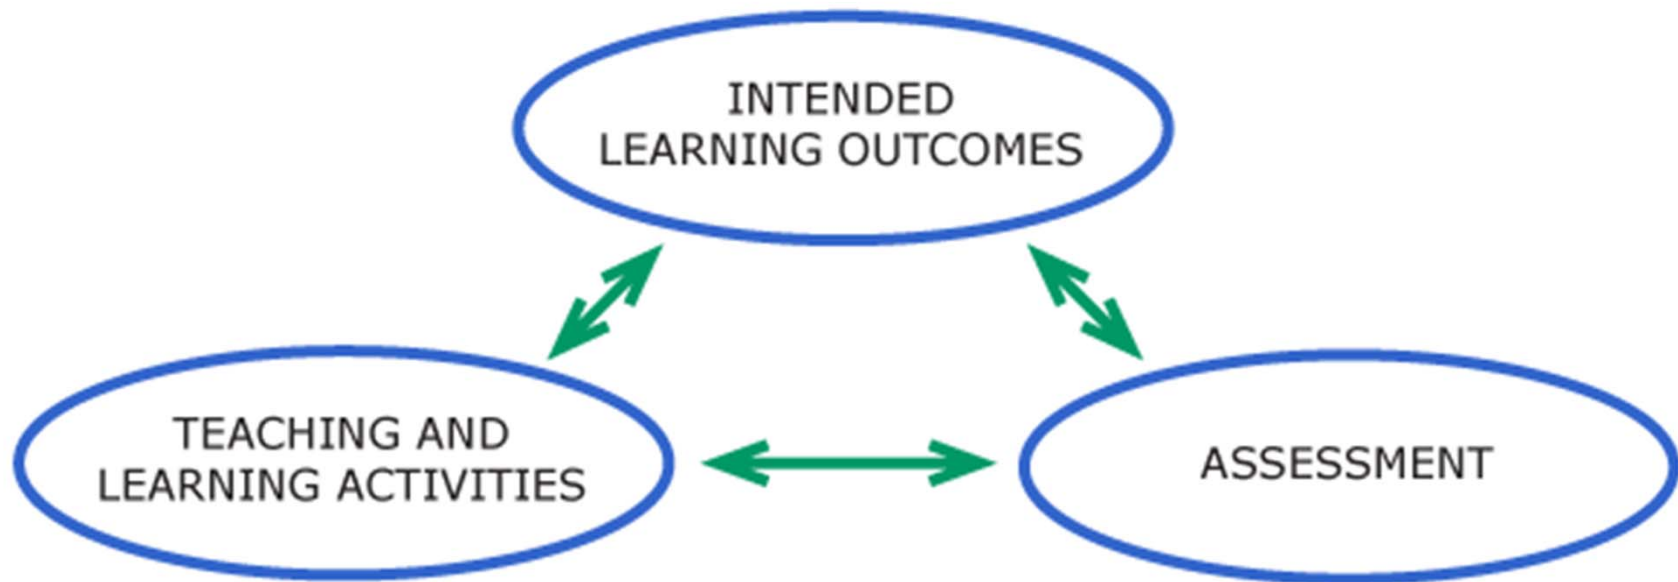 INTENDED
LEARNING OUTCOMES
TEACHING AND
LEARNING ACTIVITIES
ASSESSMENT